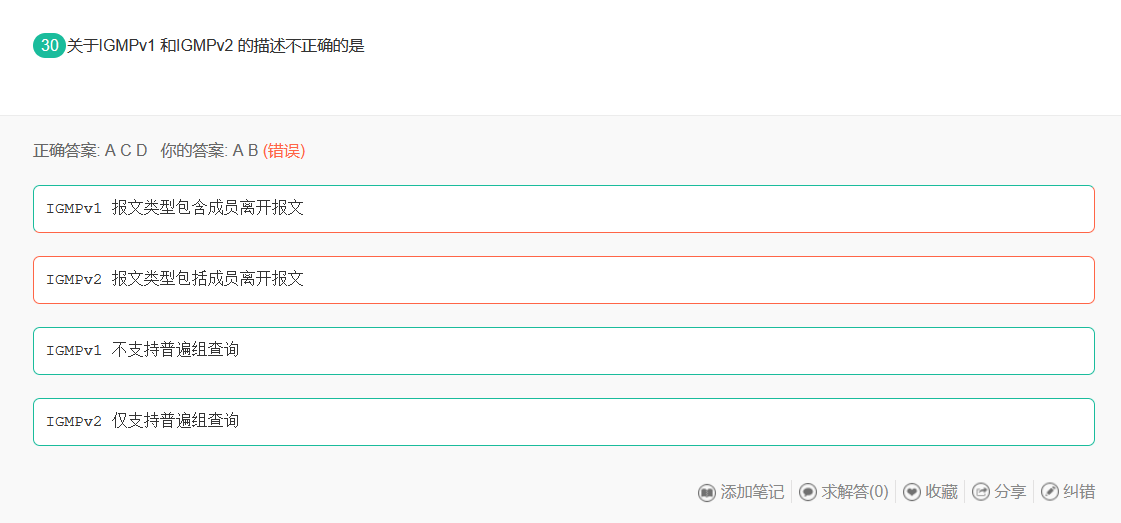 30 关于IGMPv1 和IGMPv2 的描述不正确的是
正确答案: A C D 你的答案: A B (错误)
IGMPv1 报文类型包含成员离开报文
IGMPv2 报文类型包括成员离开报文
IGMPv1 不支持普遍组查询
IGMPv2 仅支持普遍组查询
添加笔记 求解答(0) 收藏 分享 纠错